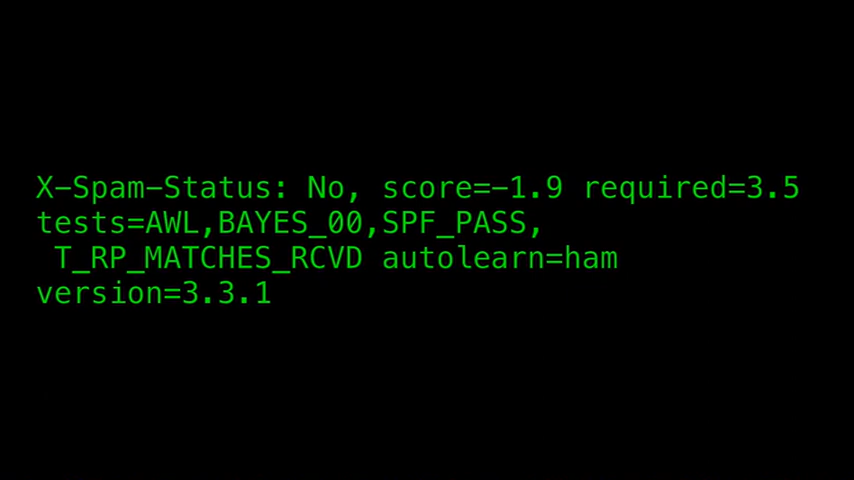 X-Spam-Status: No, score=-1.9 required=3.5
tests=AWL,BAYES_00,SPF_PASS,
T_RP_MATCHES_RCVD autolearn=ham
version=3.3.1